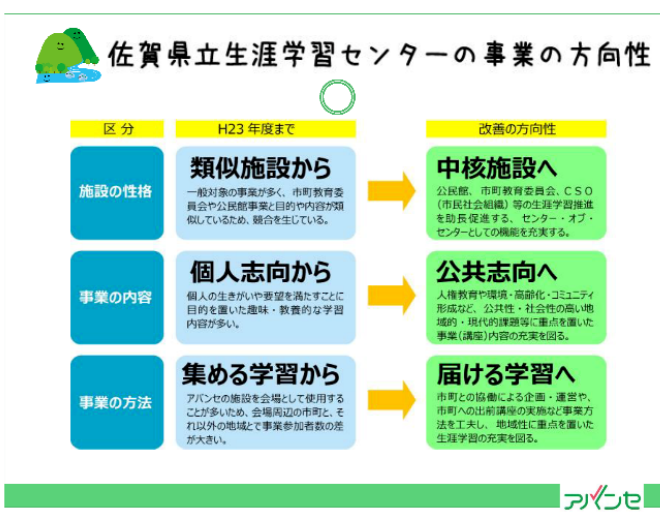 佐賀県立生涯学習センターの事業の方向性
区分 H23年度まで 改善の方向性
施設の性格
類似施設から
一般対象の事業が多く、市町教育委
員会や公民館事業と目的や内容が類
似しているため、競合を生じている。
中核施設へ
公民館、市町教育委員会、CSO
(市民社会組織)等の生涯学習推進
を助長促進する、センター・オブ・
センターとしての機能を充実する。
事業の内容
個人志向から
個人の生きがいや要望を満たすことに
目的を置いた趣味・教養的な学習
内容が多い。
公共志向へ
人権教育や環境・高齢化・コミュニティ
形成など、公共性・社会性の高い地
域的・現代的課題等に重点を置いた
事業(講座)内容の充実を図る。
事業の方法
集める学習から
アバンセの施設を会場として使用する
ことが多いため、会場周辺の市町と、そ
れ以外の地域とで事業参加者数の差
が大きい。
届ける学習へ
市町との協働による企画・運営や、
市町への出前講座の実施など事業方
法を工夫し、地域性に重点を置いた
生涯学習の充実を図る。
アバンセ